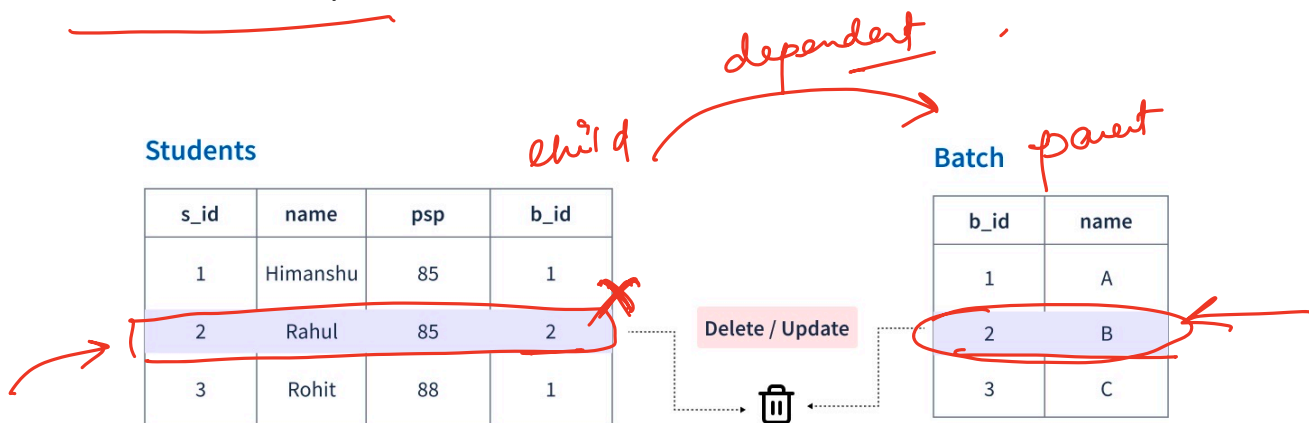 dependent
Students
child
Batch
parent
s_id name psp b_id
b_id name
1 Himanshu 85 1
1 A
2 Rahul 85 2
Delete / Update
2 B
3 Rohit 88 1
3 C